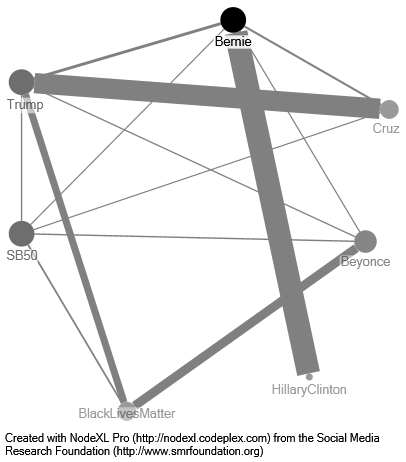 Bernie
Trump
Cruz
SB50
Beyonce
HillaryClinton
BlackLivesMatter
Created with NodeXL Pro (http://nodexl.codeplex.com) from the Social Media
Research Foundation (http://www.smrfoundation.org)